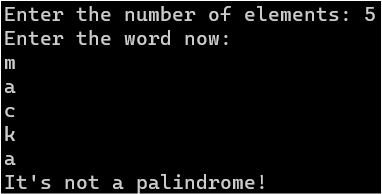 Enter the number of elements: 5
Enter the word now:
m
a
c
k
a
It's not a palindrome!